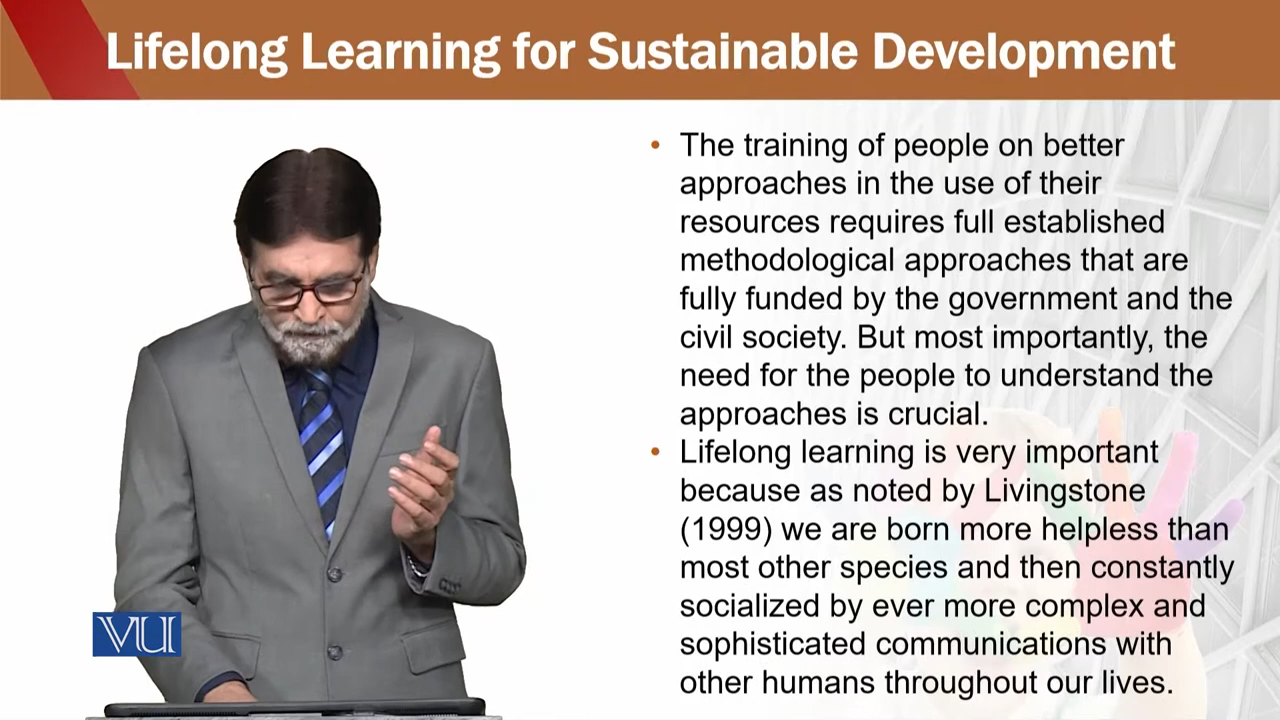 Lifelong Learning for Sustainable Development
• The training of people on better
approaches in the use of their
resources requires full established
methodological approaches that are
fully funded by the government and the
civil society. But most importantly, the
need for the people to understand the
approaches is crucial.
• Lifelong learning is very important
because as noted by Livingstone
(1999) we are born more helpless than
most other species and then constantly
socialized by ever more complex and
sophisticated communications with
other humans throughout our lives.
VU